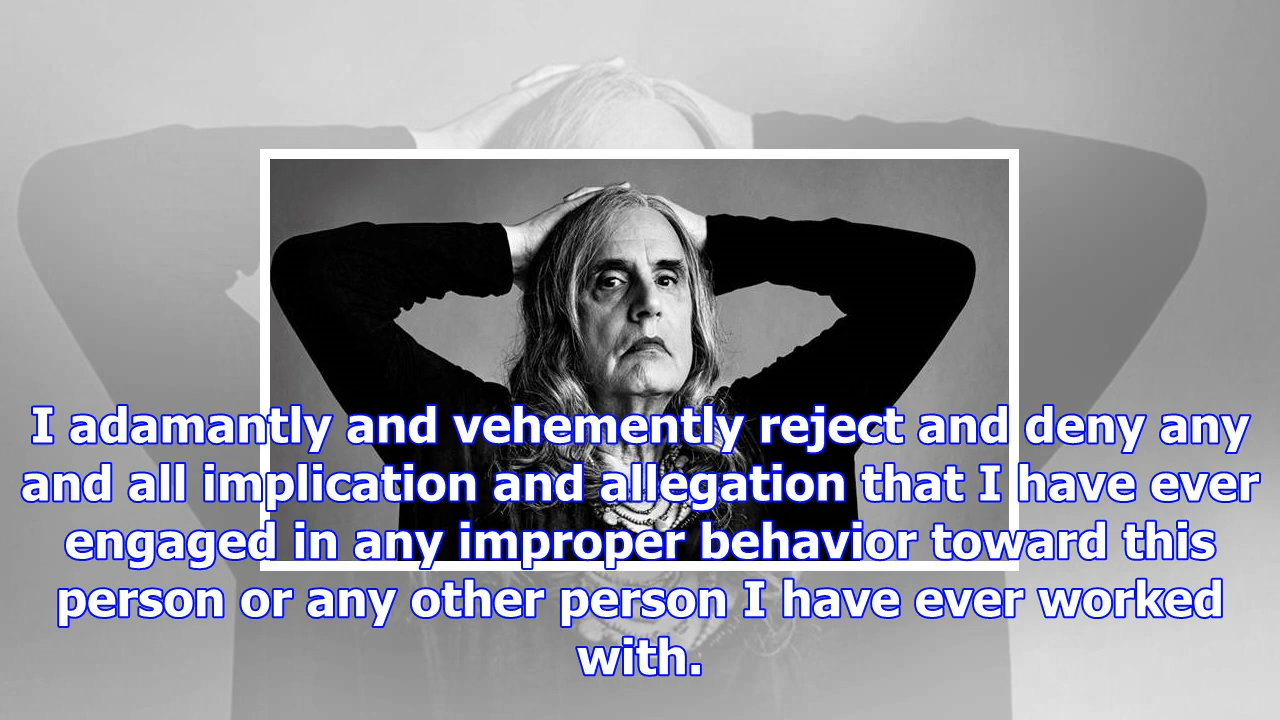 I adamantly and vehemently reject and deny any
and all implication and allegation that I have ever
engaged in any improper behavior toward this
person or any other person I have ever worked
with.